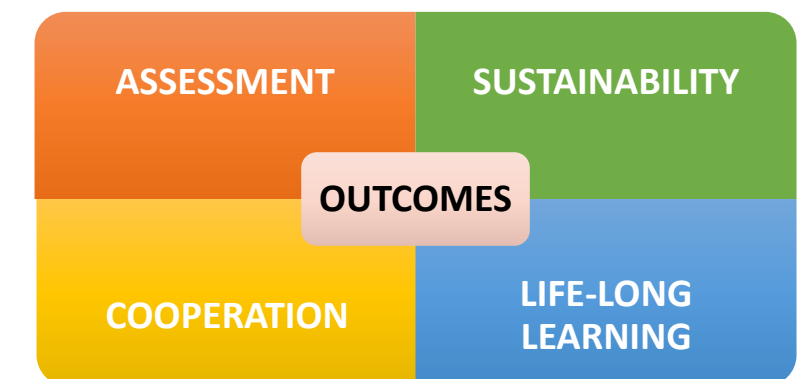 ASSESSMENT
SUSTAINABILITY
OUTCOMES
COOPERATION
LIFE-LONG
LEARNING